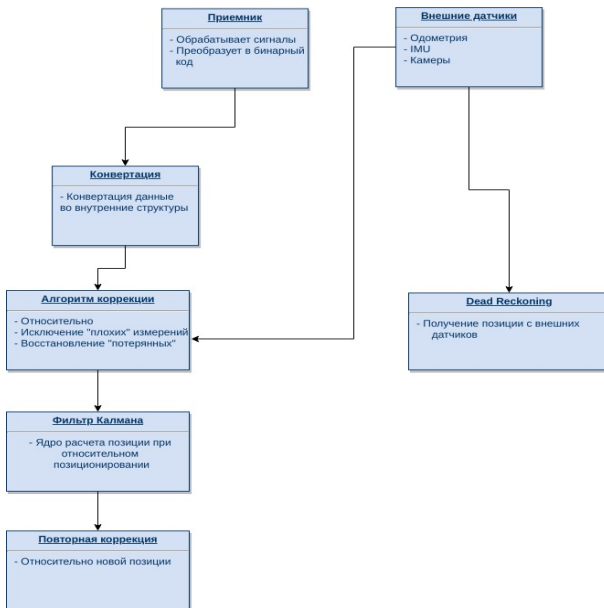 Приемник
- Обрабатывает сигналы
- Преобразует в бинарный
код
Внешние датчики
- Одометрия
- IMU
- Камеры
Конвертация
- Конвертация данные
во внутренние структуры
Алгоритм коррекции
- Относительно
- Исключение "плохих" измерений
- Восстановление "потерянных"
Dead Reckoning
- Получение позиции с внешних
датчиков
Фильтр Калмана
- Ядро расчета позиции при
относительном
позиционировании
Повторная коррекция
- Относительно новой позиции